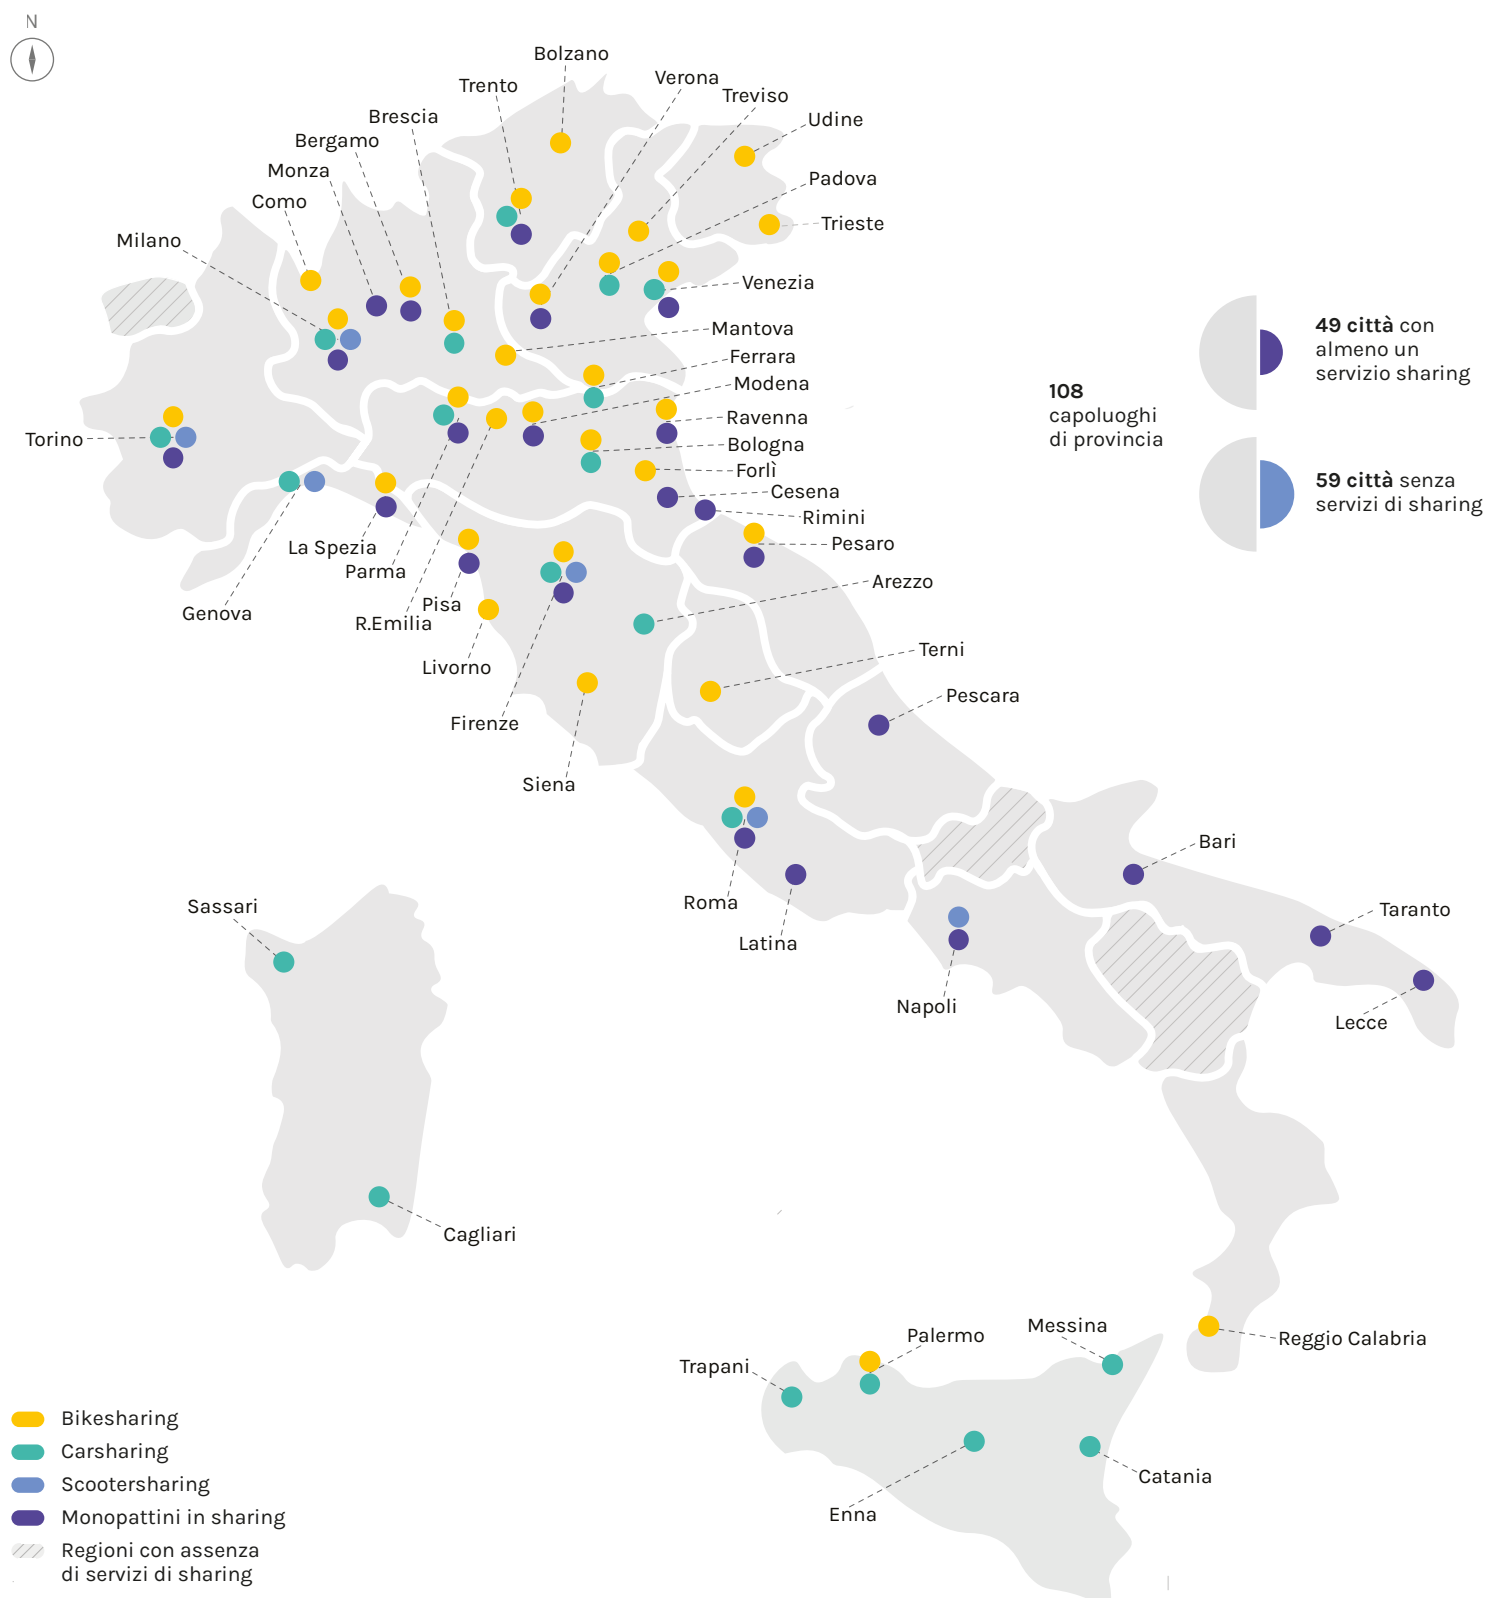 N
Bolzano
Verona
Trento
Treviso
Brescia
Udine
Bergamo
Monza
Padova
Como
Trieste
Milano
Venezia
Mantova
Ferrara
Modena
Ravenna
Torino
Bologna
Forlì
Cesena
Rimini
La Spezia
Pesaro
Parma
Arezzo
Pisa
Genova
R.Emilia
Terni
Livorno
Pescara
Firenze
Siena
Bari
Roma
Sassari
Taranto
Latina
Napoli
Lecce
Cagliari
Messina
Palermo
Reggio Calabria
Trapani
Catania
Enna
108
capoluoghi
di provincia
49 città con
almeno un
servizio sharing
59 città senza
servizi di sharing
Bikesharing
Carsharing
Scootersharing
Monopattini in sharing
Regioni con assenza
di servizi di sharing